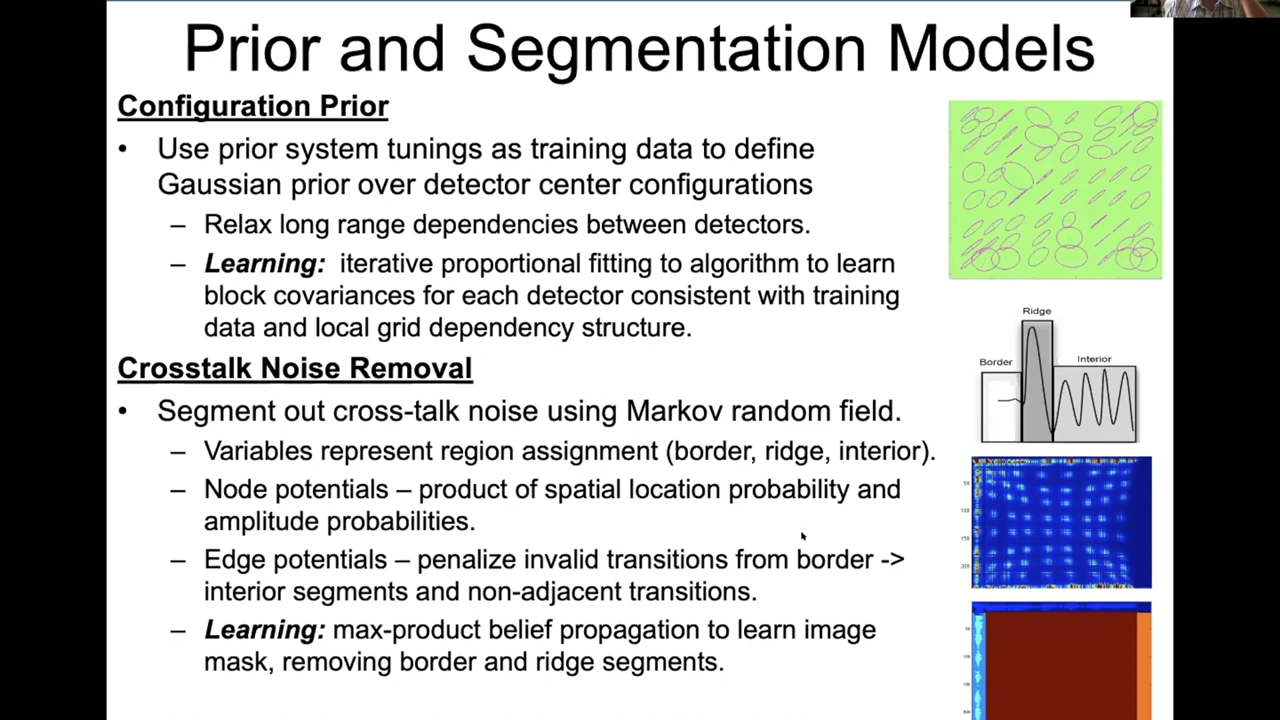 Prior and Segmentation Models
Configuration Prior
• Use prior system tunings as training data to define
Gaussian prior over detector center configurations
– Relax long range dependencies between detectors.
– Learning: iterative proportional fitting to algorithm to learn
block covariances for each detector consistent with training
data and local grid dependency structure.
Crosstalk Noise Removal
• Segment out cross-talk noise using Markov random field.
– Variables represent region assignment (border, ridge, interior).
– Node potentials – product of spatial location probability and
amplitude probabilities.
– Edge potentials – penalize invalid transitions from border ->
interior segments and non-adjacent transitions.
– Learning: max-product belief propagation to learn image
mask, removing border and ridge segments.
Ridge
Border
Interior
50
100
150
200